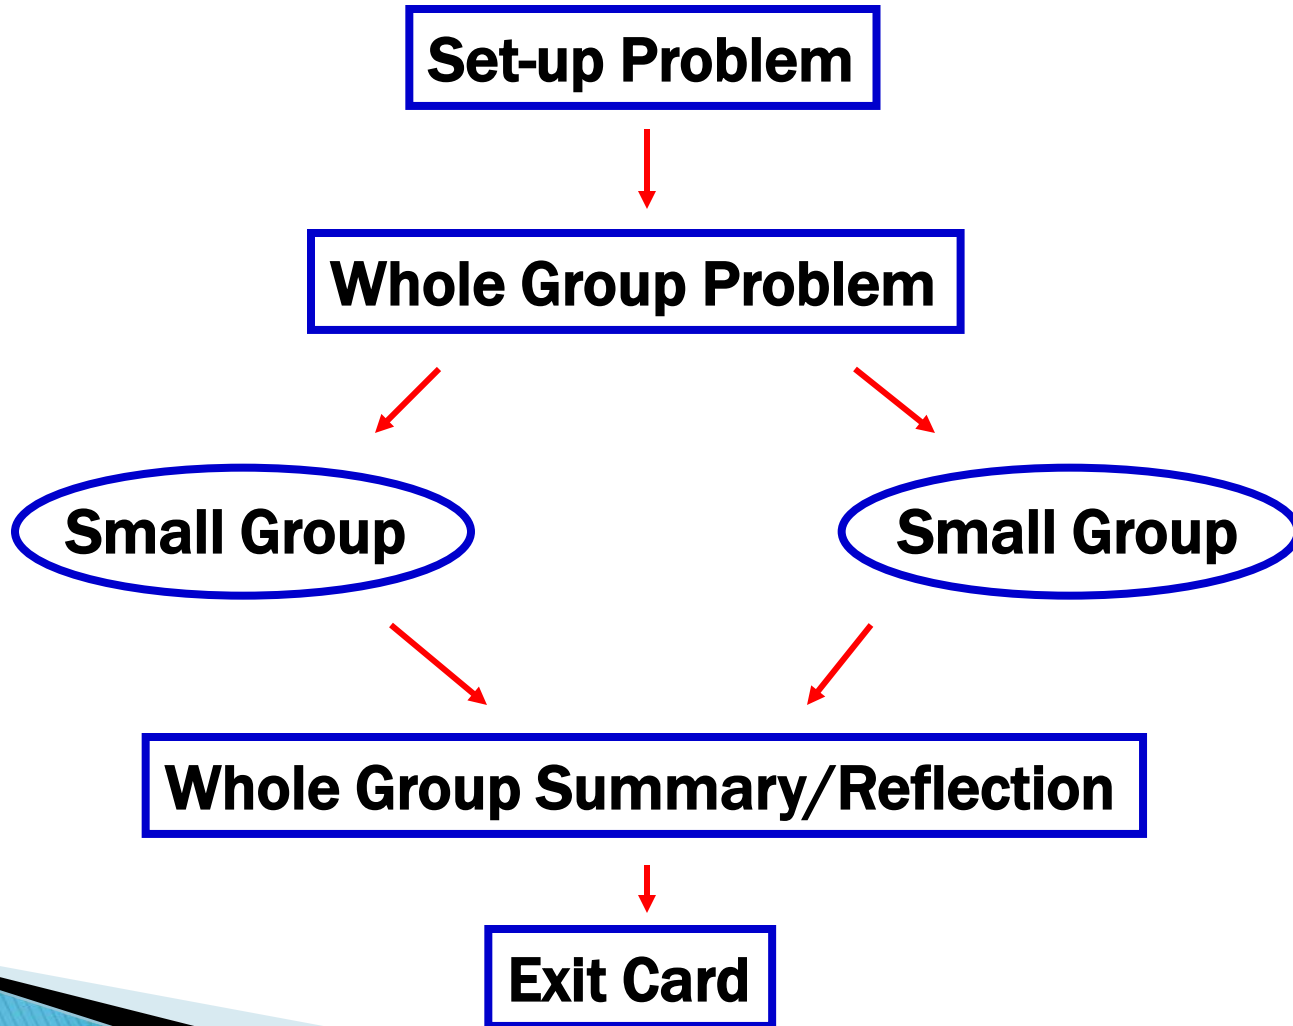 Set-up Problem
Whole Group Problem
Small Group
Small Group
Whole Group Summary/Reflection
Exit Card